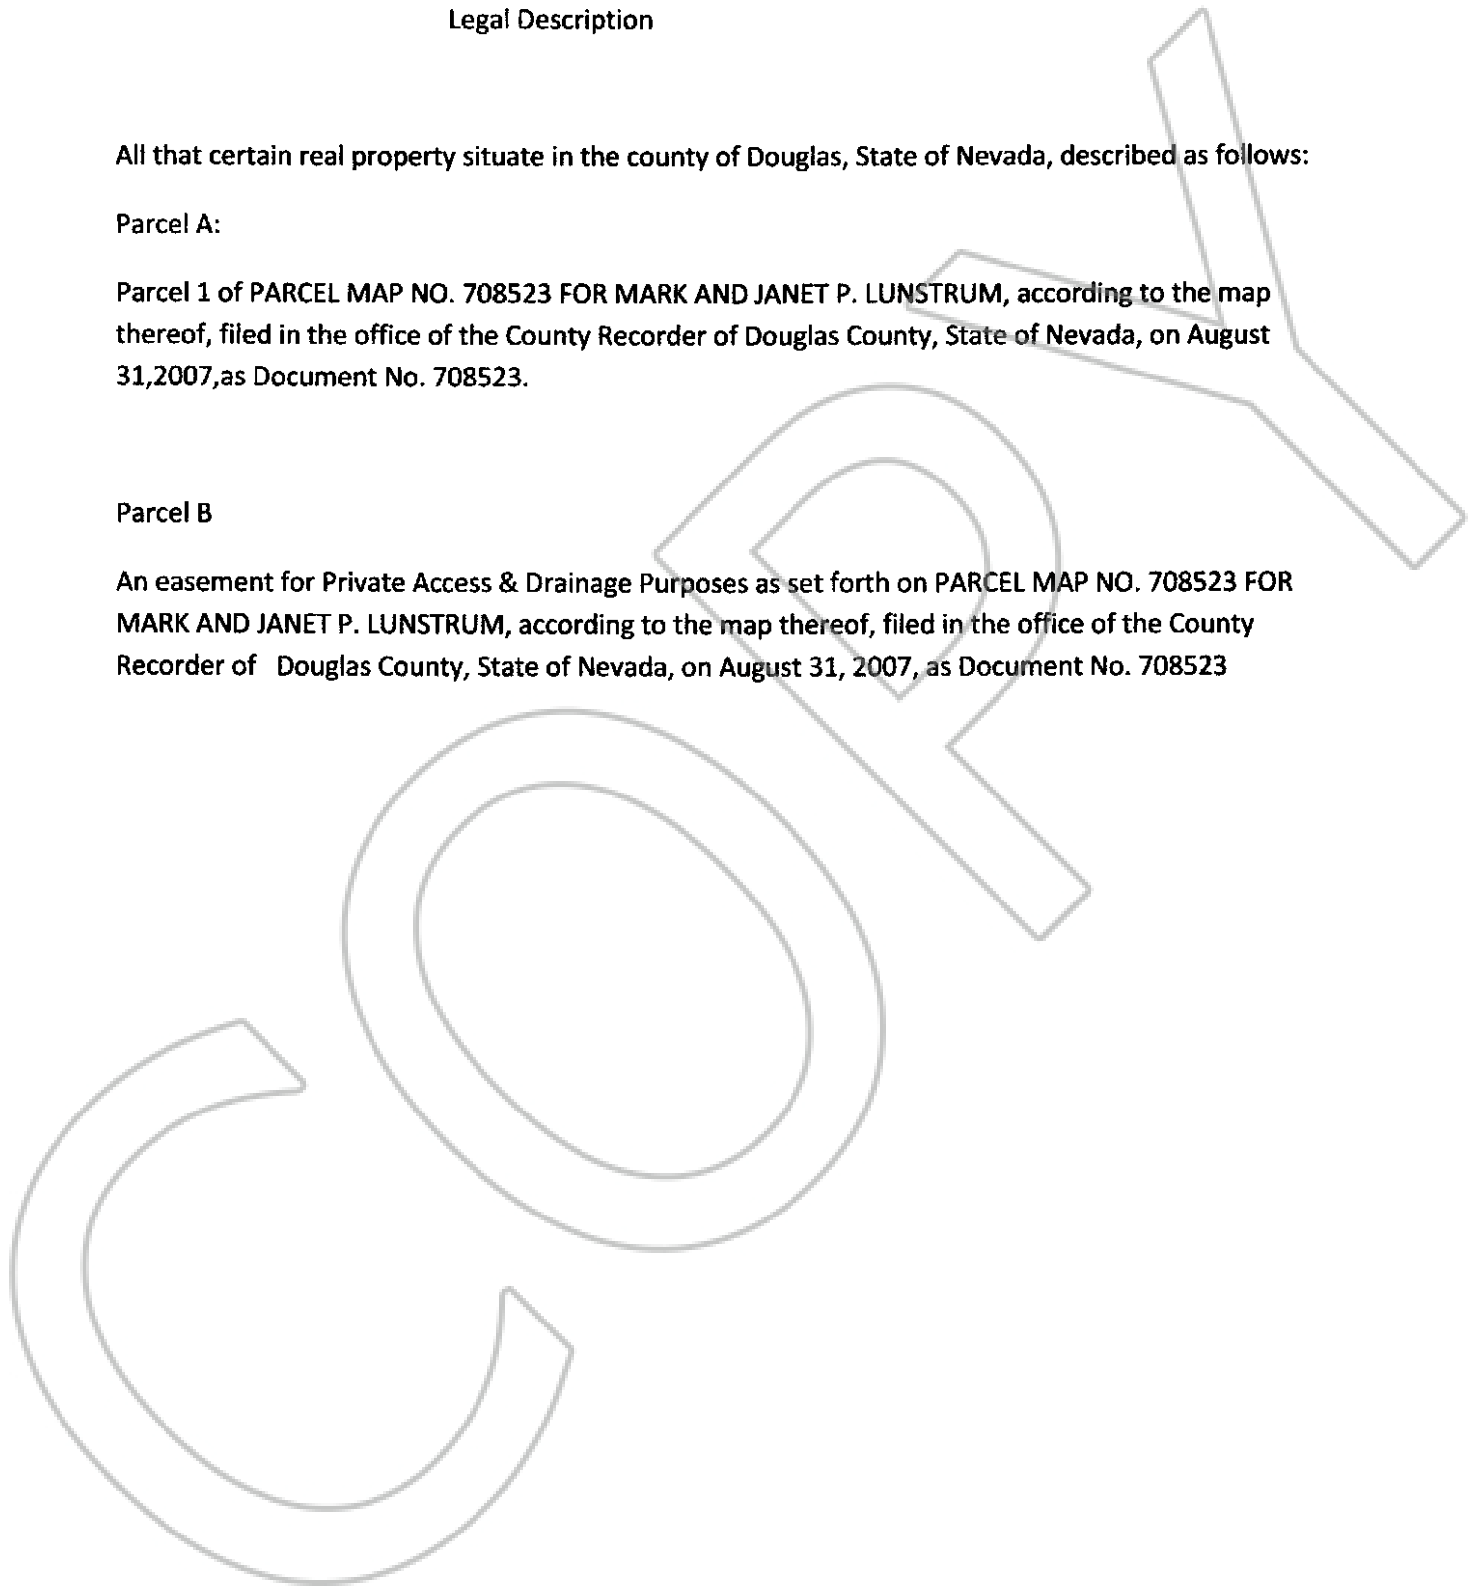 Legal Description
All that certain real property situate in the county of Douglas, State of Nevada, described as follows:
Parcel A:
Parcel 1 of PARCEL MAP NO. 708523 FOR MARK AND JANET P. LUNSTRUM, according to the map
thereof, filed in the office of the County Recorder of Douglas County, State of Nevada, on August
31,2007,as Document No. 708523.
Parcel B
An easement for Private Access & Drainage Purposes as set forth on PARCEL MAP NO. 708523 FOR
MARK AND JANET P. LUNSTRUM, according to the map thereof, filed in the office of the County
Recorder of   Douglas County, State of Nevada, on August 31, 2007, as Document No. 708523
COPY